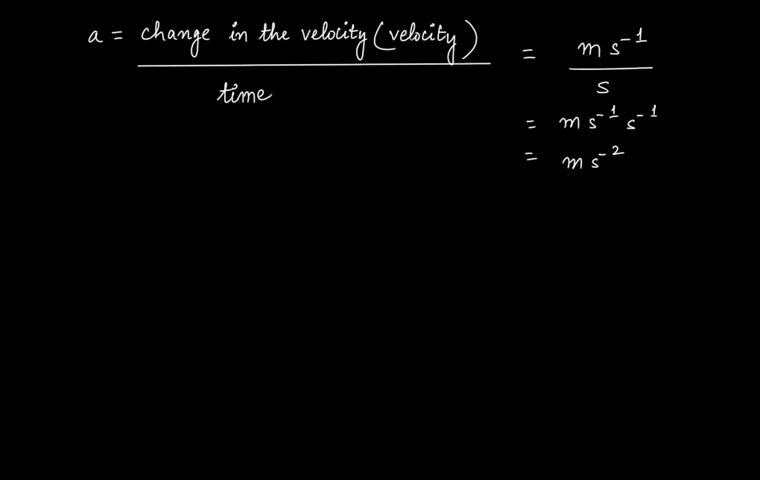 a = change in the velocity (velocity) / time = m s⁻¹ / s
= m s⁻¹ s⁻¹
= m s⁻²